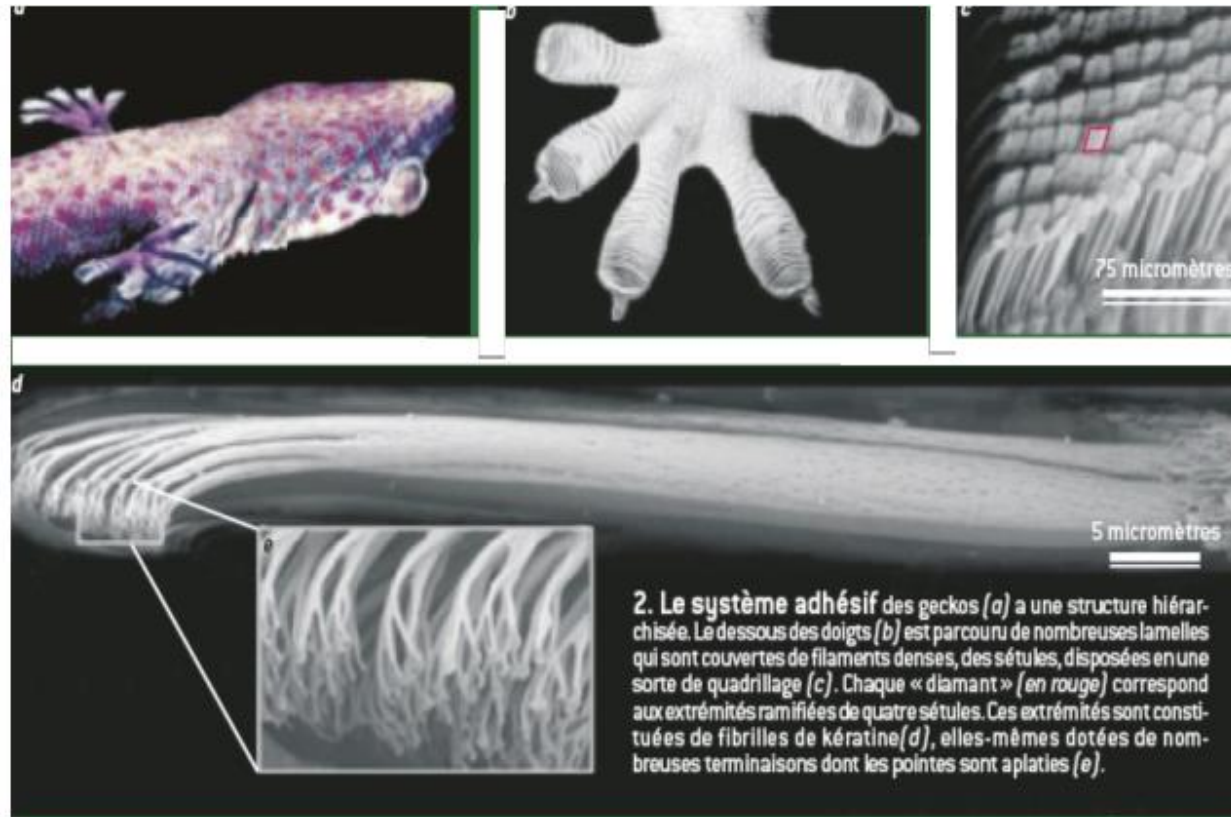 a
b
c
75 micromètres
d
5 micromètres
e
2. Le système adhésif des geckos (a) a une structure hiérar-
chisée. Le dessous des doigts (b) est parcouru de nombreuses lamelles
qui sont couvertes de filaments denses, des sétules, disposées en une
sorte de quadrillage (c). Chaque « diamant » (en rouge) correspond
aux extrémités ramifiées de quatre sétules. Ces extrémités sont consti-
tuées de fibrilles de kératine(d), elles-mêmes dotées de nom-
breuses terminaisons dont les pointes sont aplaties (e).